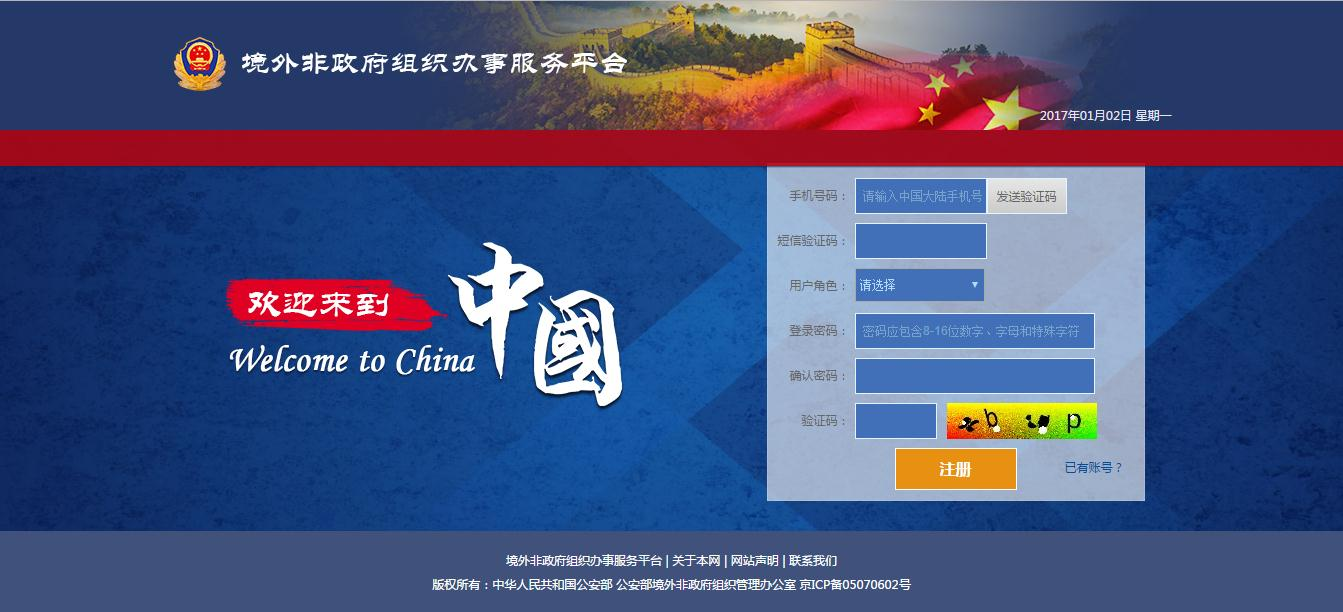 境外非政府组织办事服务平台
2017年01月02日 星期一
手机号码： 请输入中国大陆手机号 发送验证码
短信验证码：
用户角色： 请选择
登录密码： 密码应包含8-16位数字、字母和特殊字符
确认密码：
验证码：
注册 已有账号？
欢迎来到
中國
Welcome to China
境外非政府组织办事服务平台 | 关于本网 | 网站声明 | 联系我们
版权所有：中华人民共和国公安部 公安部境外非政府组织管理办公室 京ICP备05070602号